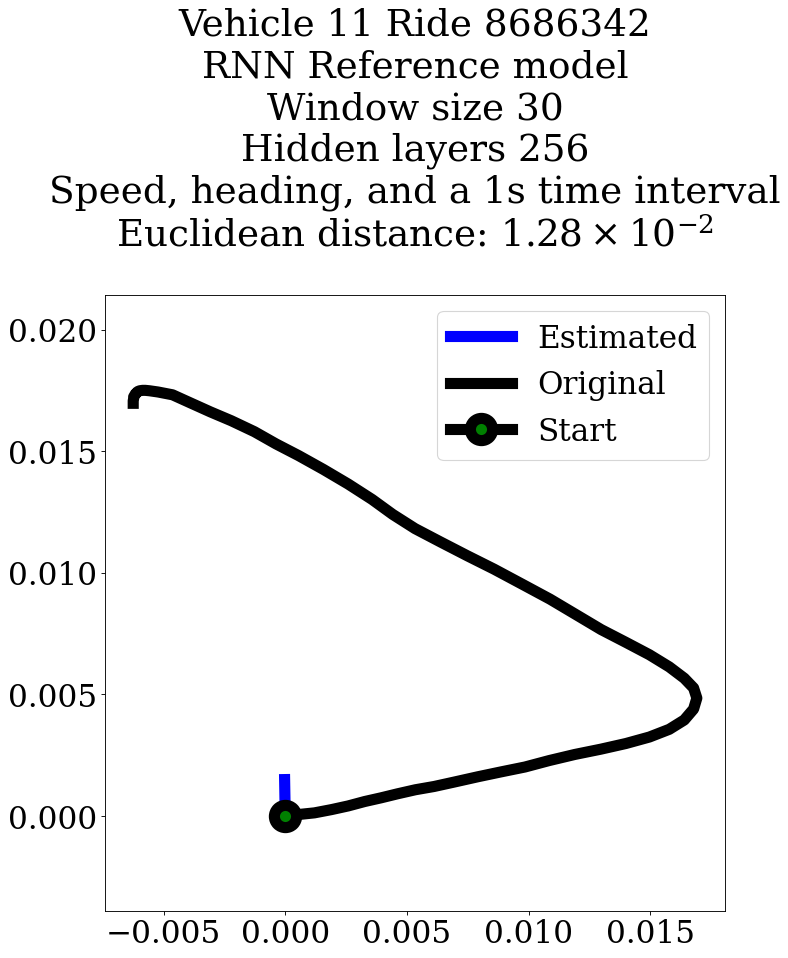 Vehicle 11 Ride 8686342
RNN Reference model
Window size 30
Hidden layers 256
Speed, heading, and a 1s time interval
Euclidean distance: 1.28 × 10⁻²
Estimated
Original
Start
0.020
0.015
0.010
0.005
0.000
−0.005 0.000 0.005 0.010 0.015